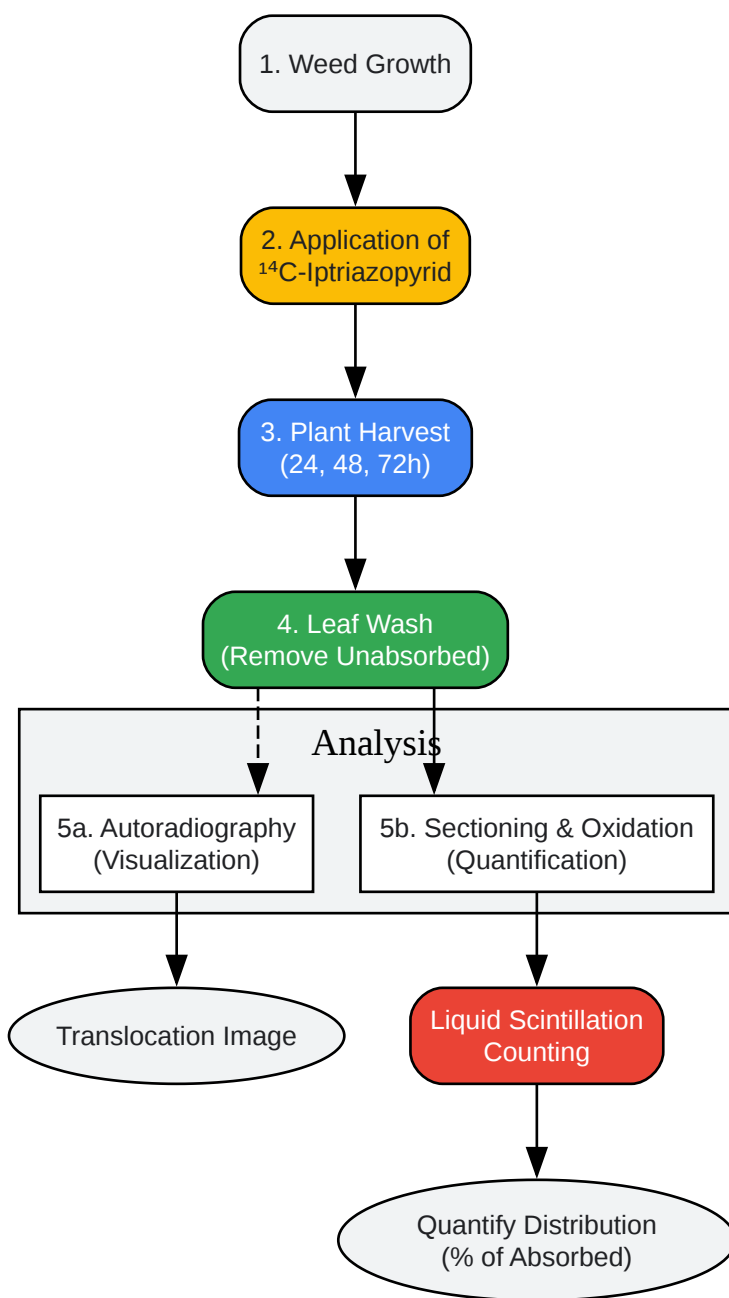 1. Weed Growth
2. Application of
¹⁴C-Iptriazopyrid
3. Plant Harvest
(24, 48, 72h)
4. Leaf Wash
(Remove Unabsorbed)
Analysis
5a. Autoradiography
(Visualization)
5b. Sectioning & Oxidation
(Quantification)
Translocation Image
Liquid Scintillation
Counting
Quantify Distribution
(% of Absorbed)